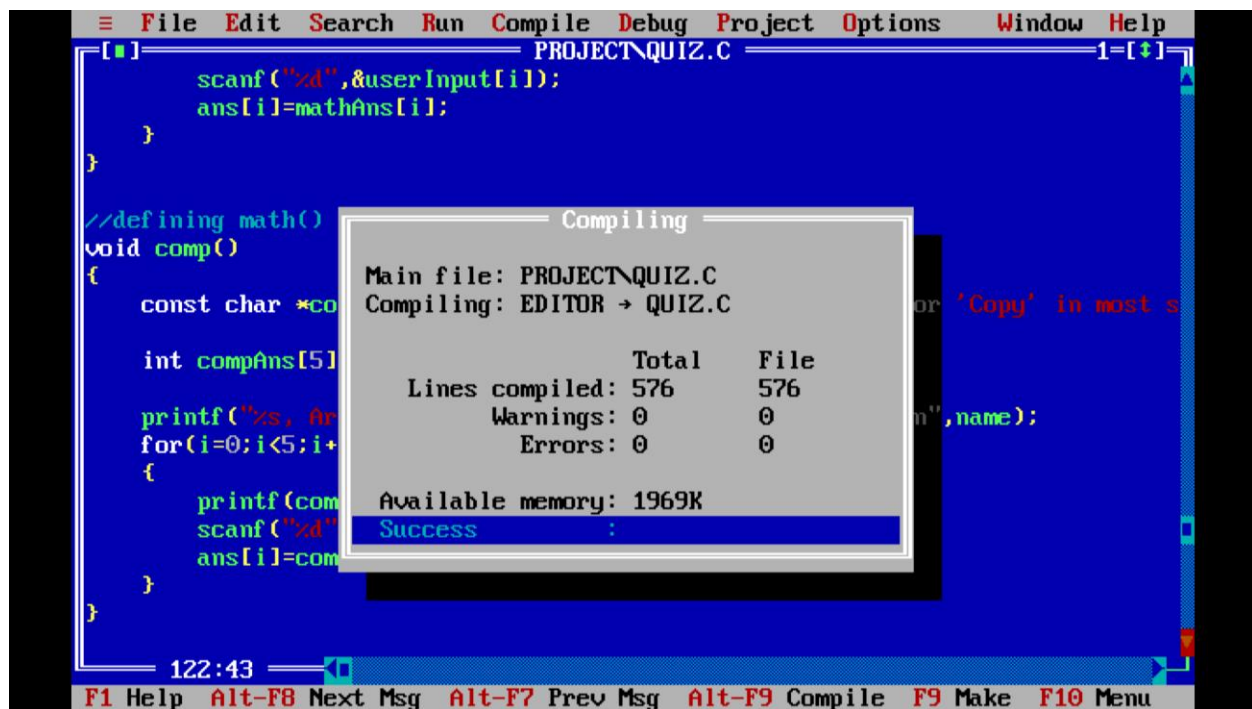 ≡ File Edit Search Run Compile Debug Project Options Window Help
[■] PROJECT\QUIZ.C 1=[↕]
scanf("%d",&userInput[i]);
ans[i]=mathAns[i];
}
}
//defining math()
void comp()
{
const char *co or 'Copy' in most s
int compAns[5]
printf("%s, Ar m",name);
for(i=0;i<5;i+
{
printf(com
scanf("%d"
ans[i]=com
}
}
Compiling
Main file: PROJECT\QUIZ.C
Compiling: EDITOR → QUIZ.C
Total File
Lines compiled: 576 576
Warnings: 0 0
Errors: 0 0
Available memory: 1969K
Success :
122:43
F1 Help Alt-F8 Next Msg Alt-F7 Prev Msg Alt-F9 Compile F9 Make F10 Menu